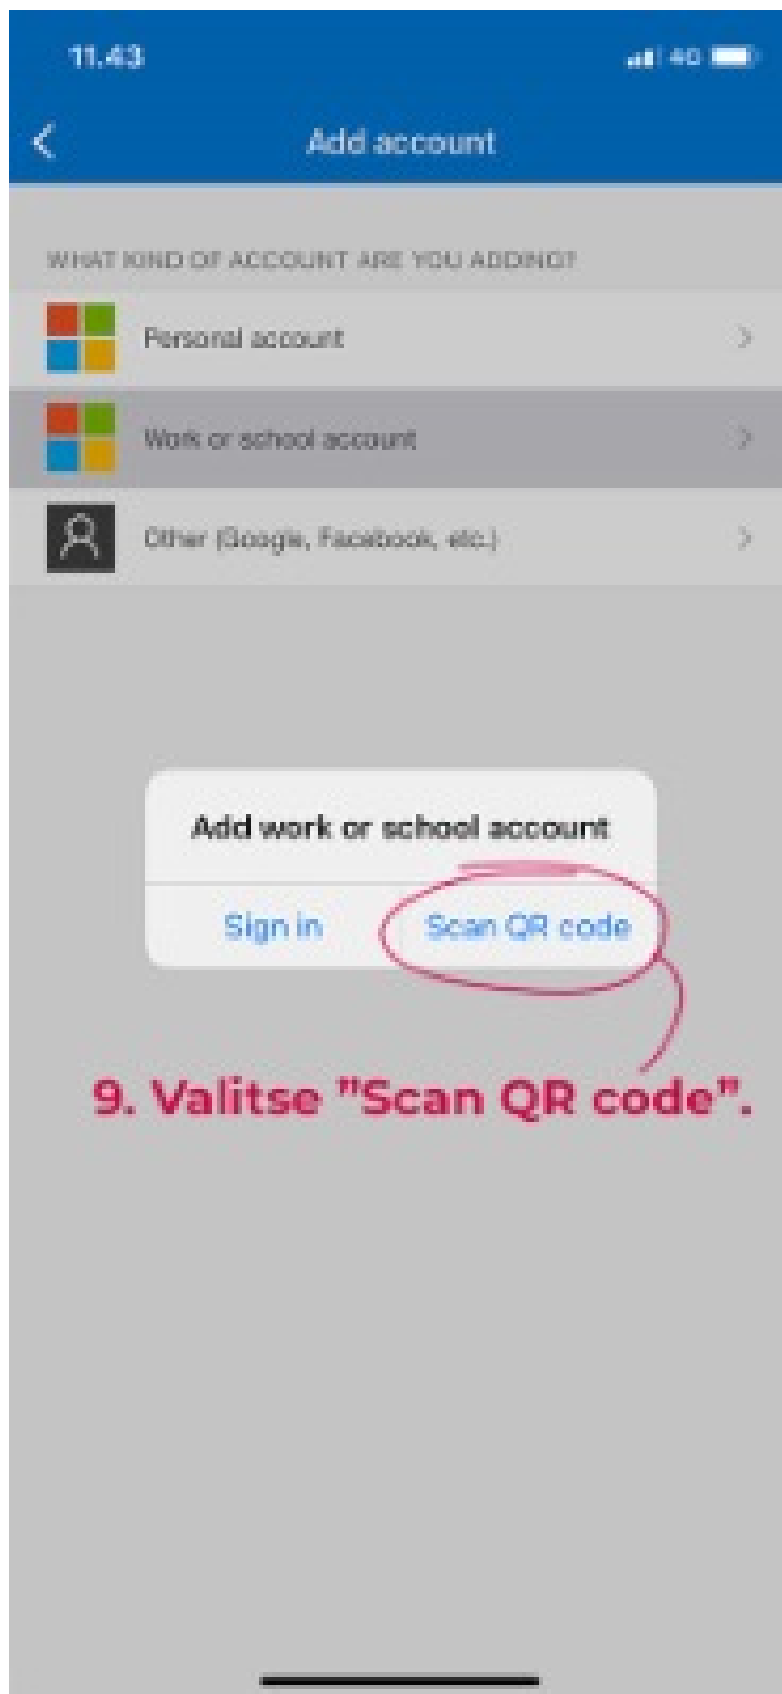 11.43
4G
Add account
WHAT KIND OF ACCOUNT ARE YOU ADDING?
Personal account
Work or school account
Other (Google, Facebook, etc.)
Add work or school account
Sign in
Scan QR code
9. Valitse "Scan QR code".